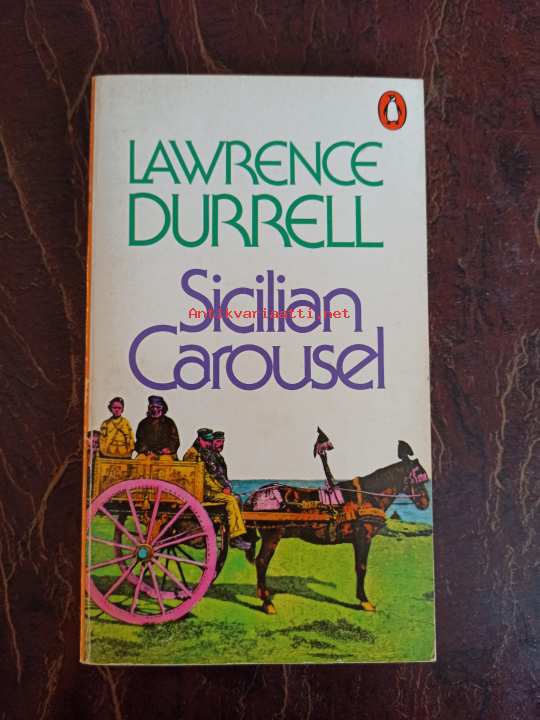 LAWRENCE
DURRELL
Sicilian
Antikvariaatti.net
Carousel